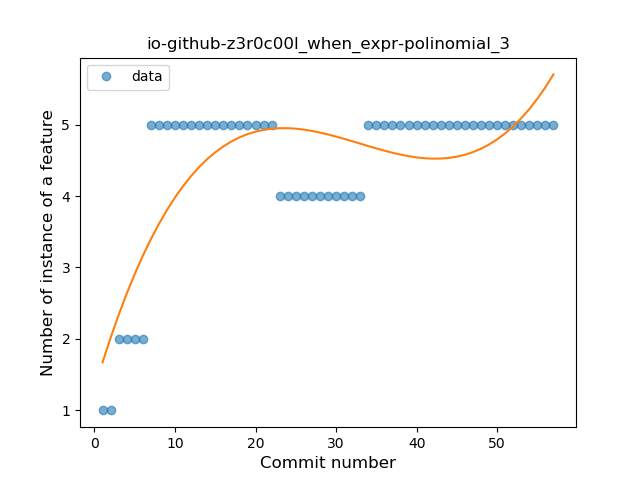 io-github-z3r0c00l_when_expr-polinomial_3
data
Number of instance of a feature
5
4
3
2
1
0
10
20
30
40
50
Commit number